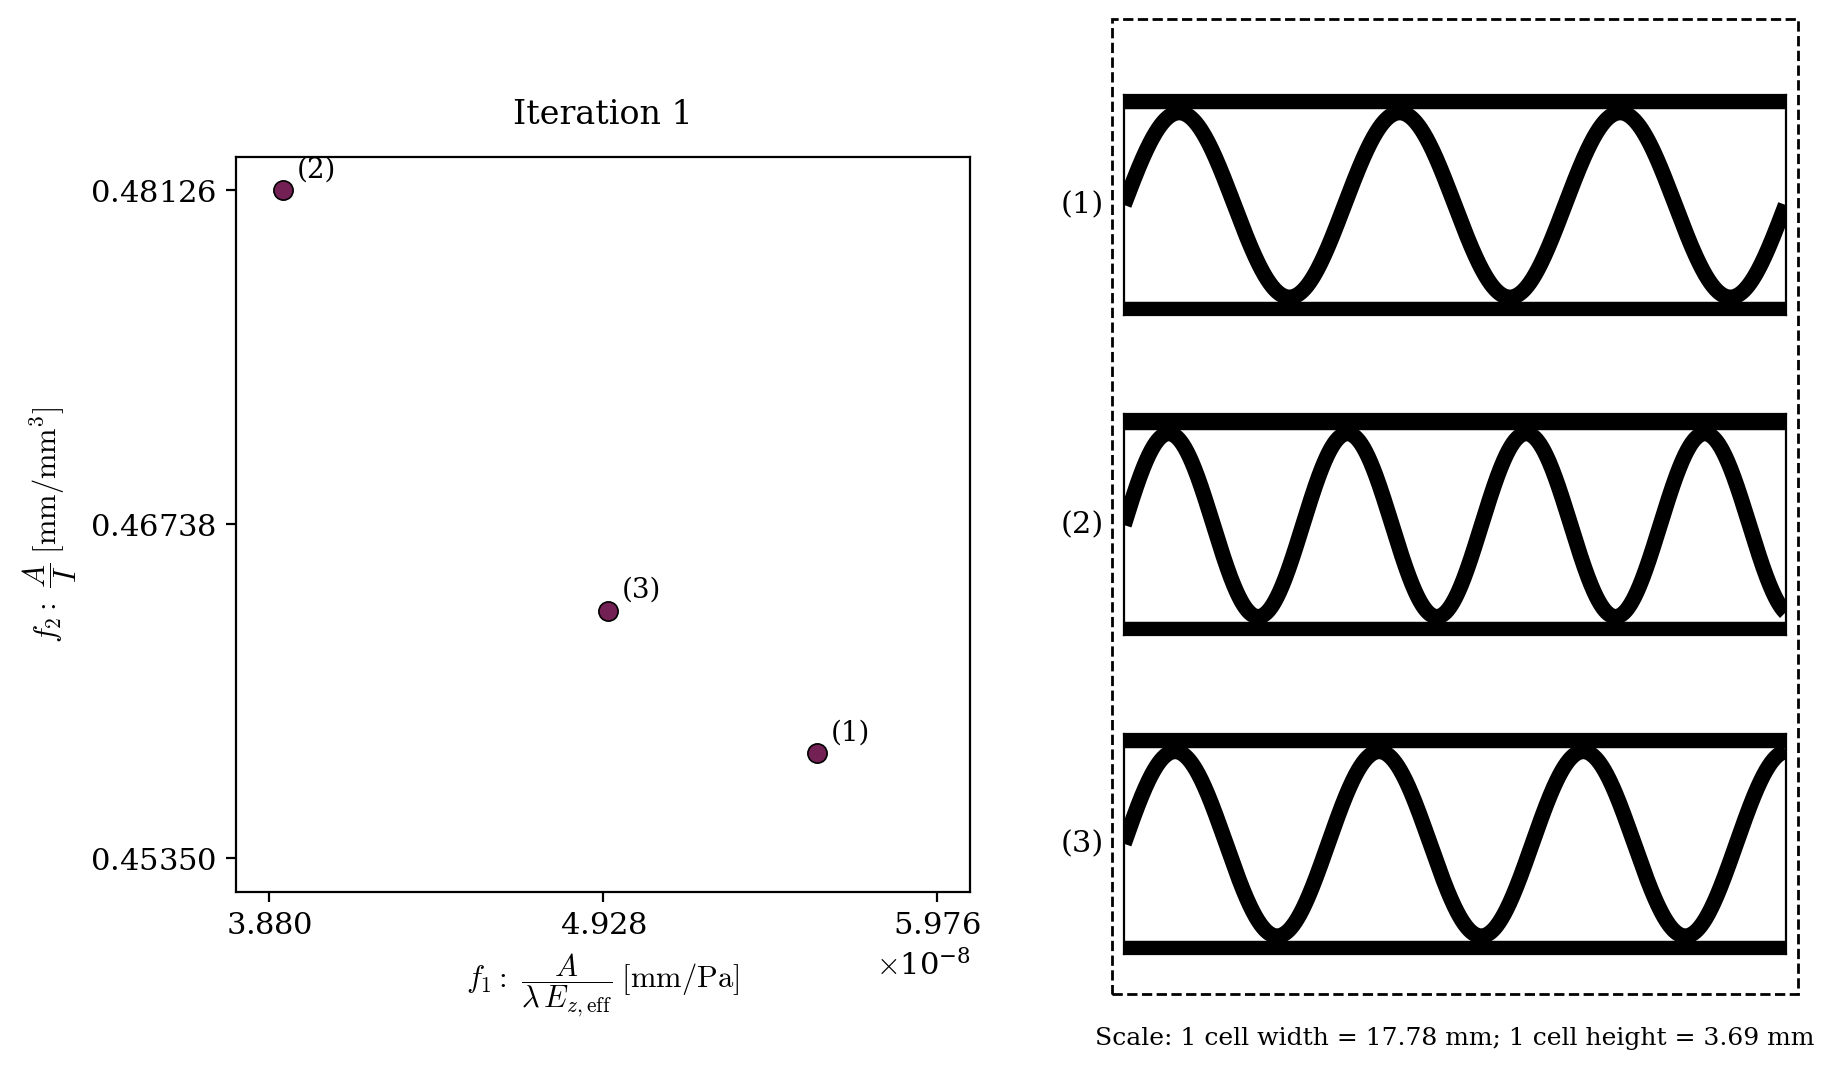 Iteration 1
(2)
(3)
(1)
0.48126
0.46738
0.45350
f₂ : A/I [mm/mm³]
3.880 4.928 5.976
×10⁻⁸
f₁ : A/(λ E_z,eff) [mm/Pa]
(1)
(2)
(3)
Scale: 1 cell width = 17.78 mm; 1 cell height = 3.69 mm